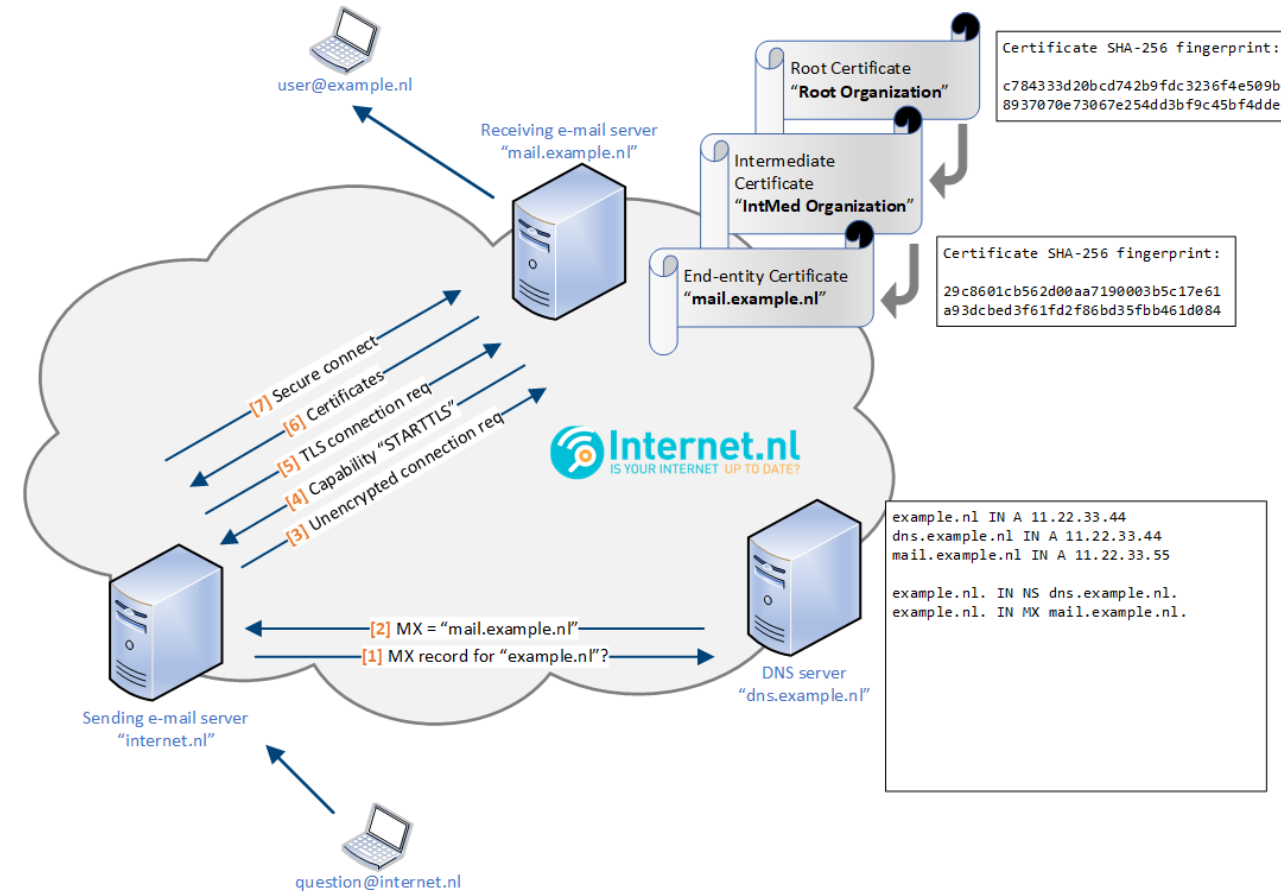 user@example.nl
Receiving e-mail server
“mail.example.nl”
Root Certificate
“Root Organization”
Certificate SHA-256 fingerprint:
c784333d20bcd742b9fdc3236f4e509b
8937070e73067e254dd3bf9c45bf4dde
Intermediate
Certificate
“IntMed Organization”
End-entity Certificate
“mail.example.nl”
Certificate SHA-256 fingerprint:
29c8601cb562d00aa7190003b5c17e61
a93dcbed3f61fd2f86bd35fbb461d084
[7] Secure connect
[6] Certificates
[5] TLS connection req
[4] Capability “STARTTLS”
[3] Unencrypted connection req
Internet.nl
IS YOUR INTERNET UP TO DATE?
example.nl IN A 11.22.33.44
dns.example.nl IN A 11.22.33.44
mail.example.nl IN A 11.22.33.55
example.nl. IN NS dns.example.nl.
example.nl. IN MX mail.example.nl.
[2] MX = “mail.example.nl”
[1] MX record for “example.nl”?
DNS server
“dns.example.nl”
Sending e-mail server
“internet.nl”
question@internet.nl